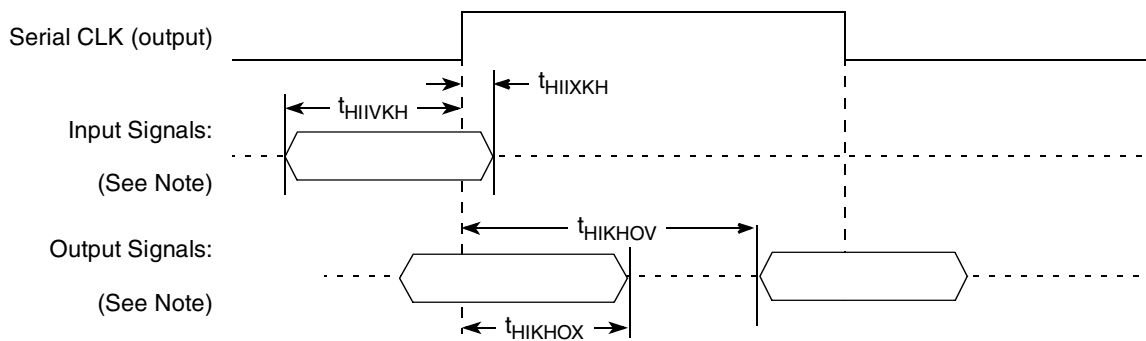 Serial CLK (output)
tHIIXKH
tHIIVKH
Input Signals:
(See Note)
tHIKHOV
Output Signals:
(See Note)
tHIKHOX